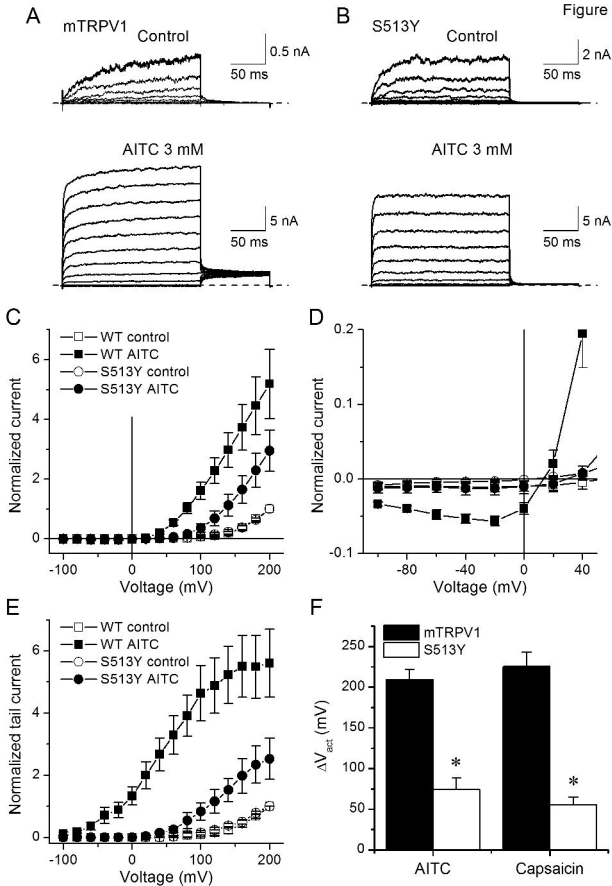 A
mTRPV1
Control
0.5 nA
50 ms
AITC 3 mM
5 nA
50 ms
B
S513Y
Figure
Control
2 nA
50 ms
AITC 3 mM
5 nA
50 ms
C
WT control
WT AITC
S513Y control
S513Y AITC
Normalized current
6
4
2
0
-100 0 100 200
Voltage (mV)
D
Normalized current
0.2
0.1
0.0
-0.1
-80 -40 0 40
Voltage (mV)
E
WT control
WT AITC
S513Y control
S513Y AITC
Normalized tail current
6
4
2
0
-100 0 100 200
Voltage (mV)
F
mTRPV1
S513Y
ΔVact (mV)
250
200
150
100
50
0
*
*
AITC Capsaicin